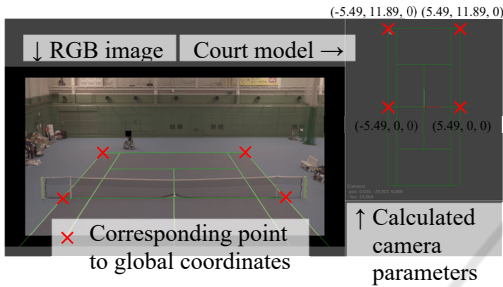 (-5.49, 11.89, 0) (5.49, 11.89, 0)
↓ RGB image
Court model →
(-5.49, 0, 0) (5.49, 0, 0)
↑ Calculated
camera
parameters
× Corresponding point
to global coordinates